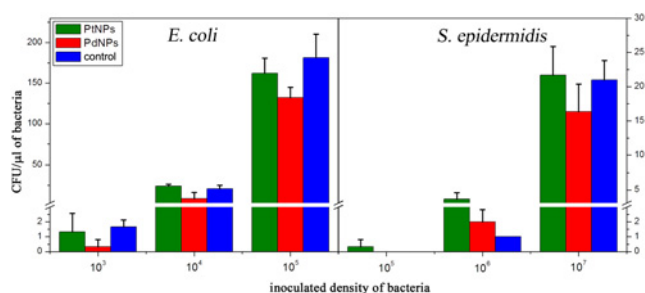 PtNPs
PdNPs
control
E. coli
S. epidermidis
CFU/µl of bacteria
200
150
100
50
2
1
0
30
25
20
15
10
5
2
1
0
10³ 10⁴ 10⁵ 10⁵ 10⁶ 10⁷
inoculated density of bacteria